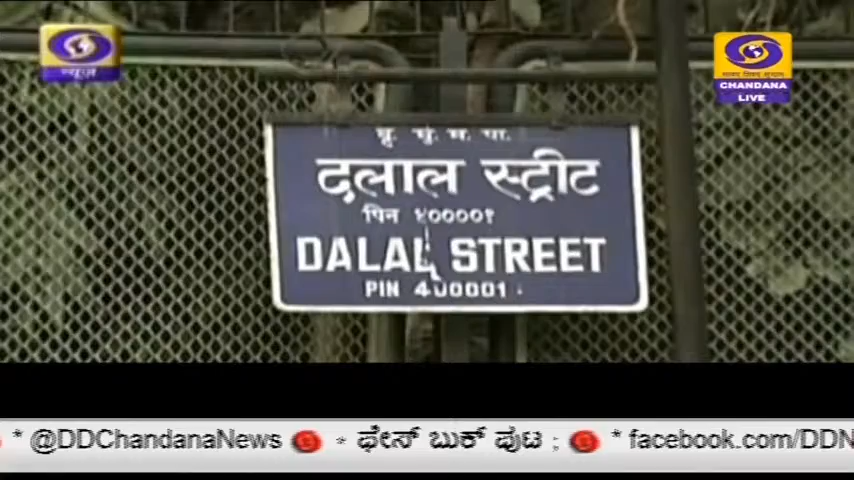 न्यूज़
CHANDANA
LIVE
बृ. मुं. म. पा.
दलाल स्ट्रीट
पिन ४००००१
DALAL STREET
PIN 400001
* @DDChandanaNews * ಫೇಸ್ ಬುಕ್ ಪುಟ : * facebook.com/DDN